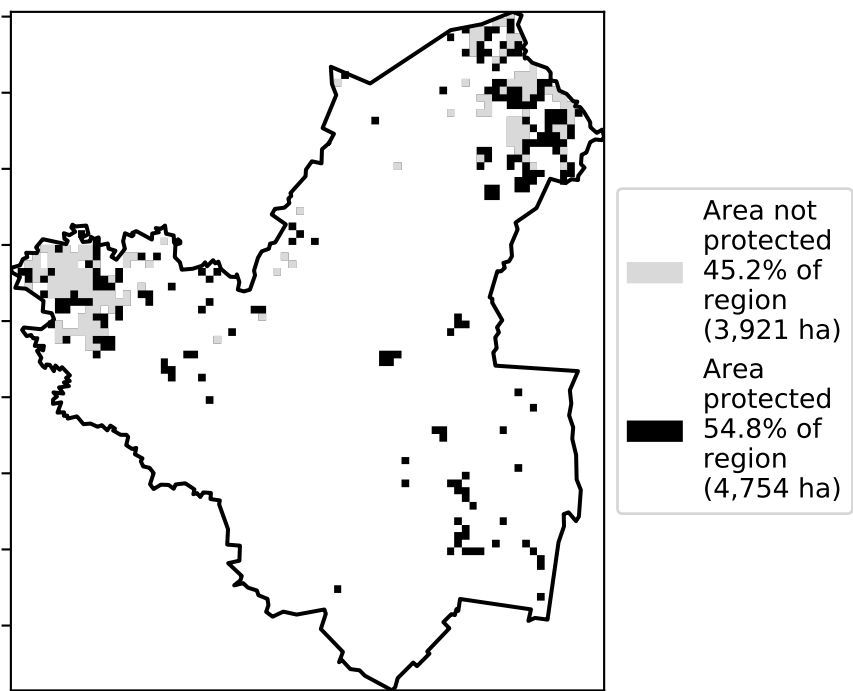 Area not
protected
45.2% of
region
(3,921 ha)
Area
protected
54.8% of
region
(4,754 ha)